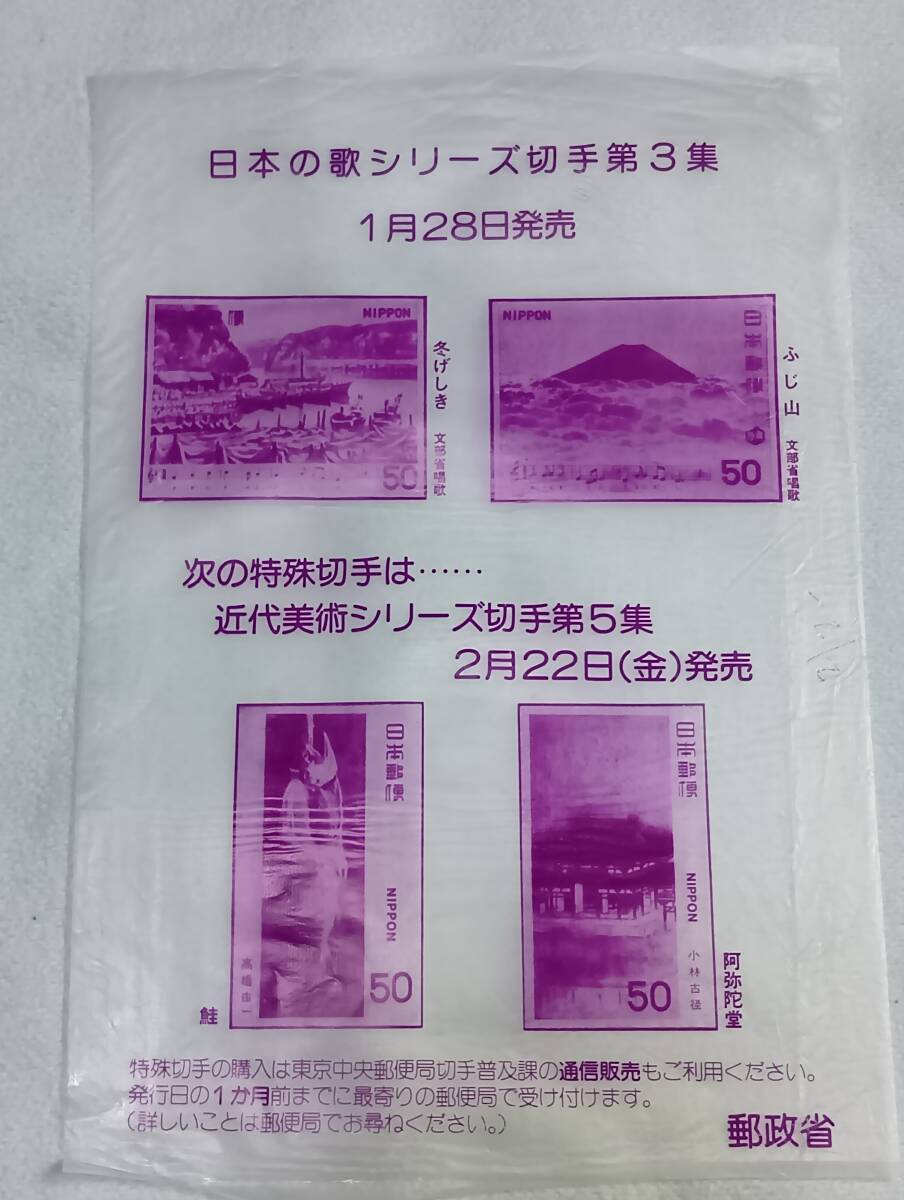 日本の歌シリーズ切手第3集
1月28日発売
NIPPON
50
冬げしき 文部省唱歌
NIPPON
日本郵便
50
ふじ山 文部省唱歌
次の特殊切手は……
近代美術シリーズ切手第5集
2月22日(金)発売
日本郵便
NIPPON
高橋由一
50
鮭
日本郵便
NIPPON
小林古径
50
阿弥陀堂
特殊切手の購入は東京中央郵便局切手普及課の通信販売もご利用ください。
発行日の1か月前までに最寄りの郵便局で受け付けます。
(詳しいことは郵便局でお尋ねください。)
郵政省